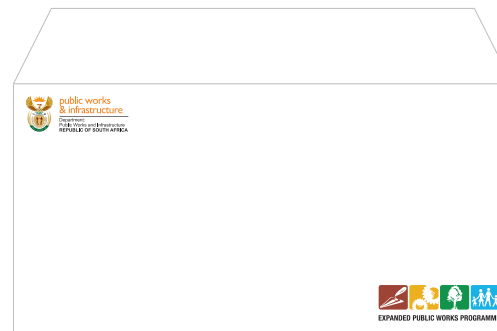 public works
& infrastructure
Department:
Public Works and Infrastructure
REPUBLIC OF SOUTH AFRICA
EXPANDED PUBLIC WORKS PROGRAMM